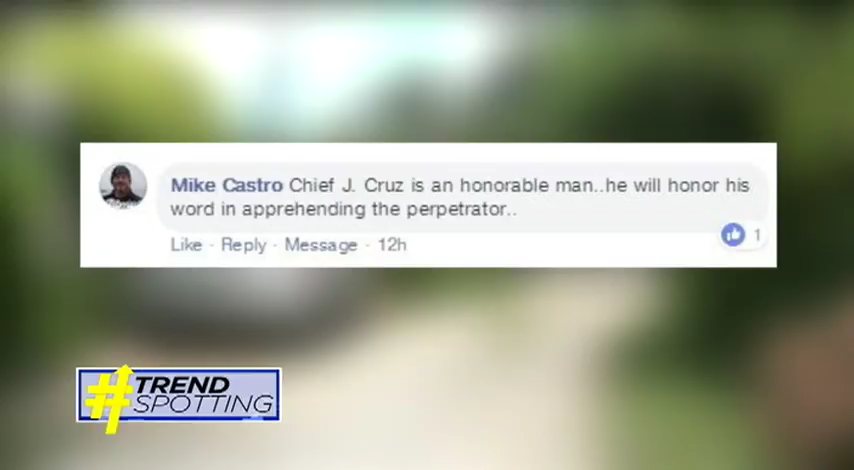 Mike Castro Chief J. Cruz is an honorable man..he will honor his
word in apprehending the perpetrator..
Like · Reply · Message · 12h
1
#TREND
SPOTTING